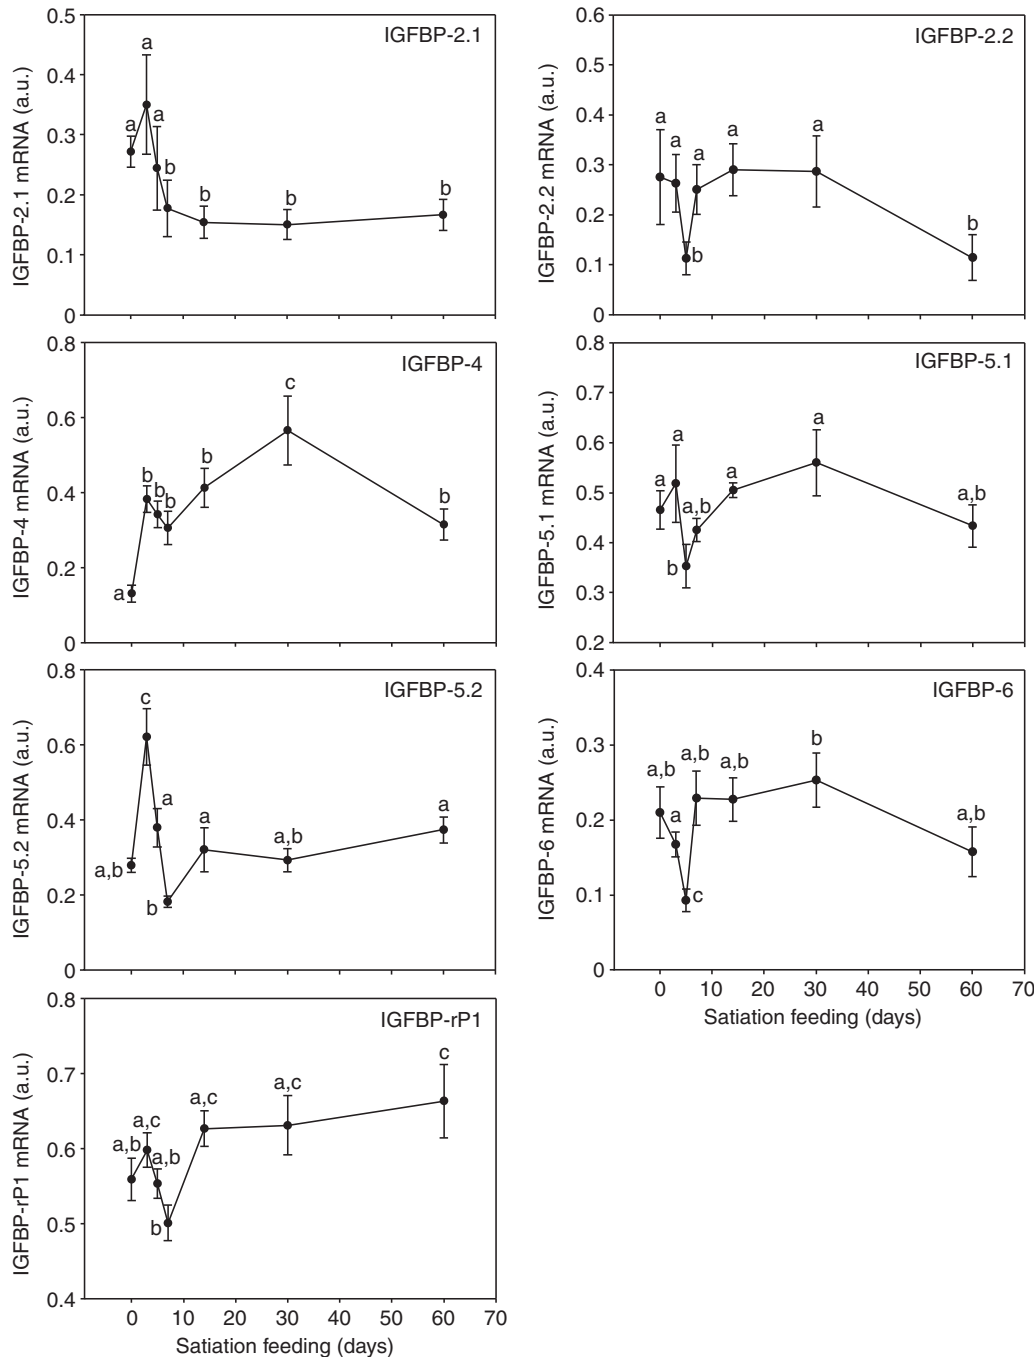 IGFBP-2.1
IGFBP-2.1 mRNA (a.u.)
0.5
0.4
0.3
0.2
0.1
0
a
a
a
b
b
b
b
IGFBP-2.2
IGFBP-2.2 mRNA (a.u.)
0.6
0.5
0.4
0.3
0.2
0.1
0
a
a
b
a
a
a
b
IGFBP-4
IGFBP-4 mRNA (a.u.)
0.8
0.6
0.4
0.2
0
a
b
b
b
b
c
b
IGFBP-5.1
IGFBP-5.1 mRNA (a.u.)
0.8
0.7
0.6
0.5
0.4
0.3
0.2
a
a
b
a,b
a
a
a,b
IGFBP-5.2
IGFBP-5.2 mRNA (a.u.)
0.8
0.6
0.4
0.2
0
a,b
c
a
b
a
a,b
a
IGFBP-6
IGFBP-6 mRNA (a.u.)
0.4
0.3
0.2
0.1
0
a,b
a
c
a,b
a,b
b
a,b
0 10 20 30 40 50 60 70
Satiation feeding (days)
IGFBP-rP1
IGFBP-rP1 mRNA (a.u.)
0.8
0.7
0.6
0.5
0.4
a,b
a,c
a,b
b
a,c
a,c
c
0 10 20 30 40 50 60 70
Satiation feeding (days)